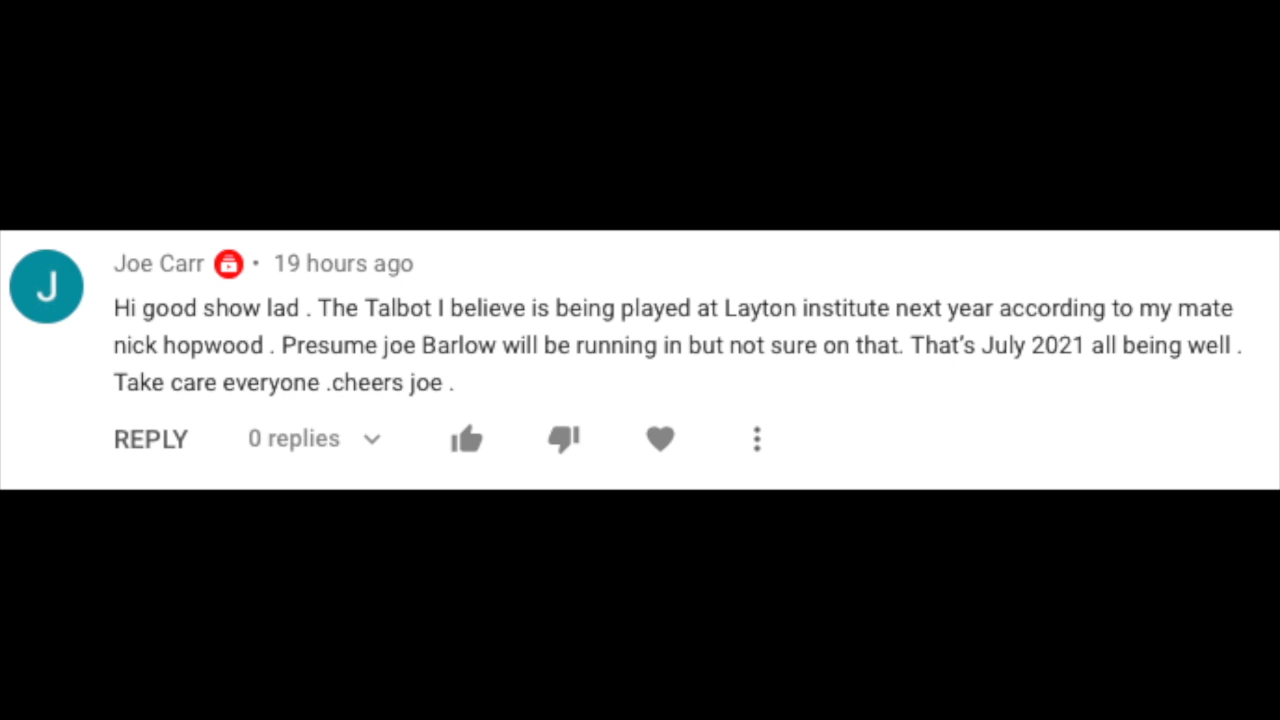 J
Joe Carr • 19 hours ago
Hi good show lad . The Talbot I believe is being played at Layton institute next year according to my mate
nick hopwood . Presume joe Barlow will be running in but not sure on that. That's July 2021 all being well .
Take care everyone .cheers joe .
REPLY 0 replies